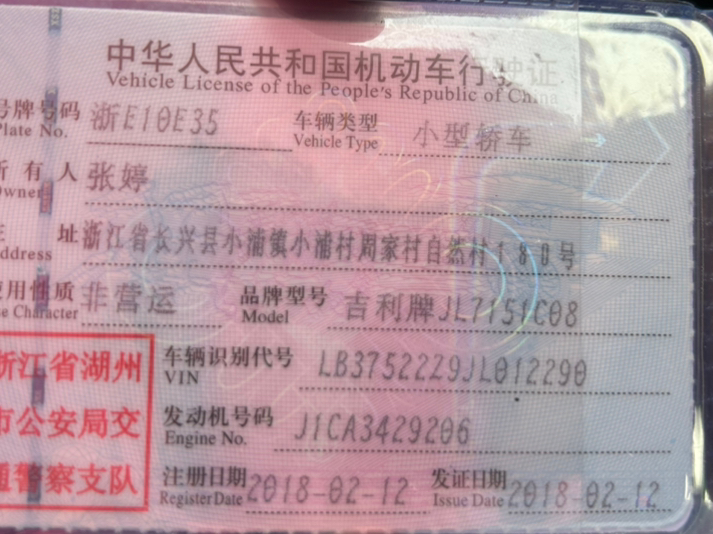 中华人民共和国机动车行驶证
Vehicle License of the People's Republic of China
号牌号码 浙E10E35 车辆类型 小型轿车
Plate No. Vehicle Type
所有人 张婷
Owner
住 址 浙江省长兴县小浦镇小浦村周家村自然村180号
Address
使用性质 非营运 品牌型号 吉利牌JL7151C08
Use Character Model
浙江省湖州
市公安局交
通警察支队
车辆识别代号 LB3752229JL012290
VIN
发动机号码 J1CA3429206
Engine No.
注册日期 2018-02-12 发证日期 2018-02-12
Register Date Issue Date